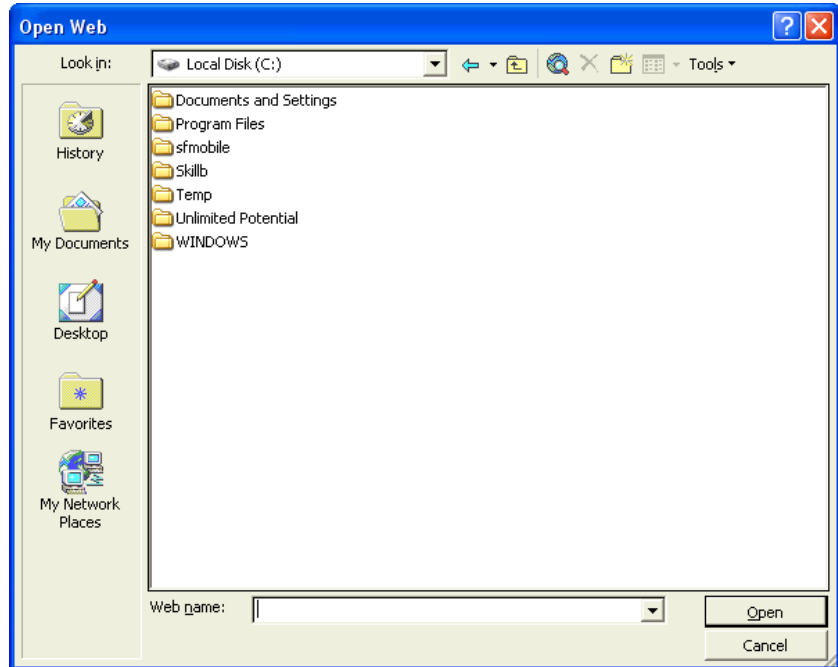 Open Web
Look in:
Local Disk (C:)
Tools
History
My Documents
Desktop
Favorites
My Network
Places
Documents and Settings
Program Files
sfmobile
Skillb
Temp
Unlimited Potential
WINDOWS
Web name:
Open
Cancel